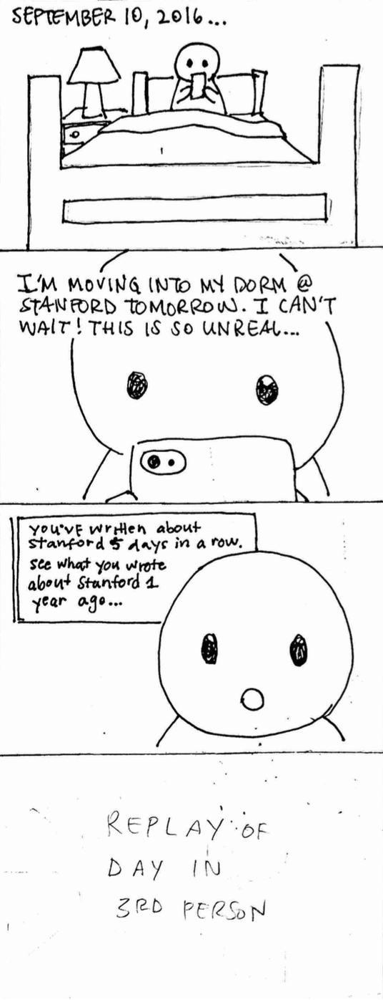 SEPTEMBER 10, 2016...
I'M MOVING INTO MY DORM @
STANFORD TOMORROW. I CAN'T
WAIT! THIS IS SO UNREAL...
YOU'VE written about
stanford 5 days in a row.
see what you wrote
about Stanford 1
year ago...
REPLAY OF
DAY IN
3RD PERSON